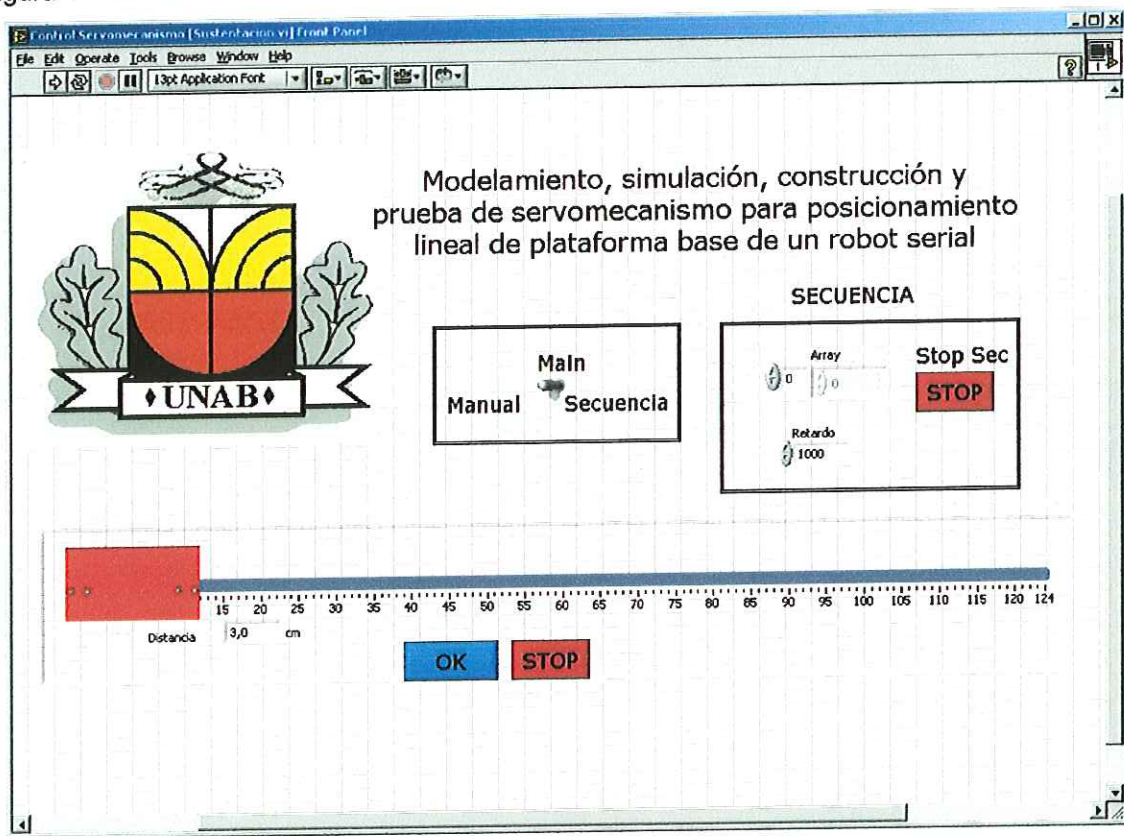 Control Servomecanismo [Sustentacion.vi] Front Panel
File Edit Operate Tools Browse Window Help
13pt Application Font
Modelamiento, simulación, construcción y
prueba de servomecanismo para posicionamiento
lineal de plataforma base de un robot serial
UNAB
SECUENCIA
Main
Manual Secuencia
Array
0 0
Stop Sec
STOP
Retardo
1000
15 20 25 30 35 40 45 50 55 60 65 70 75 80 85 90 95 100 105 110 115 120 124
Distancia 3,0 cm
OK STOP